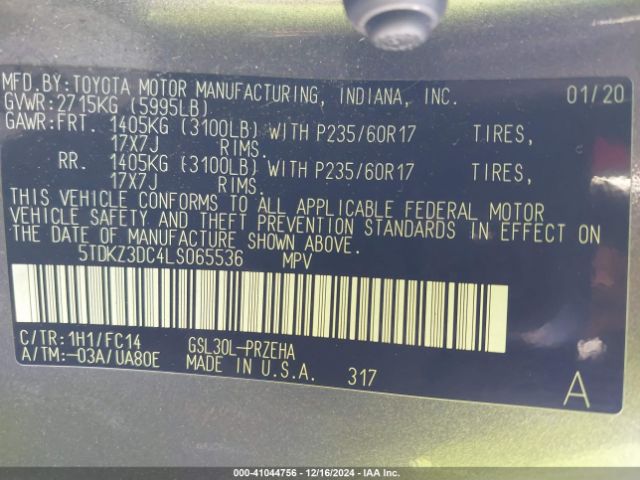 MFD.BY:TOYOTA MOTOR MANUFACTURING, INDIANA, INC. 01/20
GVWR:2715KG (5995LB)
GAWR:FRT. 1405KG (3100LB) WITH P235/60R17 TIRES,
17X7J RIMS.
RR. 1405KG (3100LB) WITH P235/60R17 TIRES,
17X7J RIMS.
THIS VEHICLE CONFORMS TO ALL APPLICABLE FEDERAL MOTOR
VEHICLE SAFETY AND THEFT PREVENTION STANDARDS IN EFFECT ON
THE DATE OF MANUFACTURE SHOWN ABOVE.
5TDKZ3DC4LS065536 MPV
C/TR:1H1/FC14 GSL30L-PRZEHA
A/TM:-03A/UA80E MADE IN U.S.A. 317 A
000-41044756 - 12/16/2024 - IAA Inc.